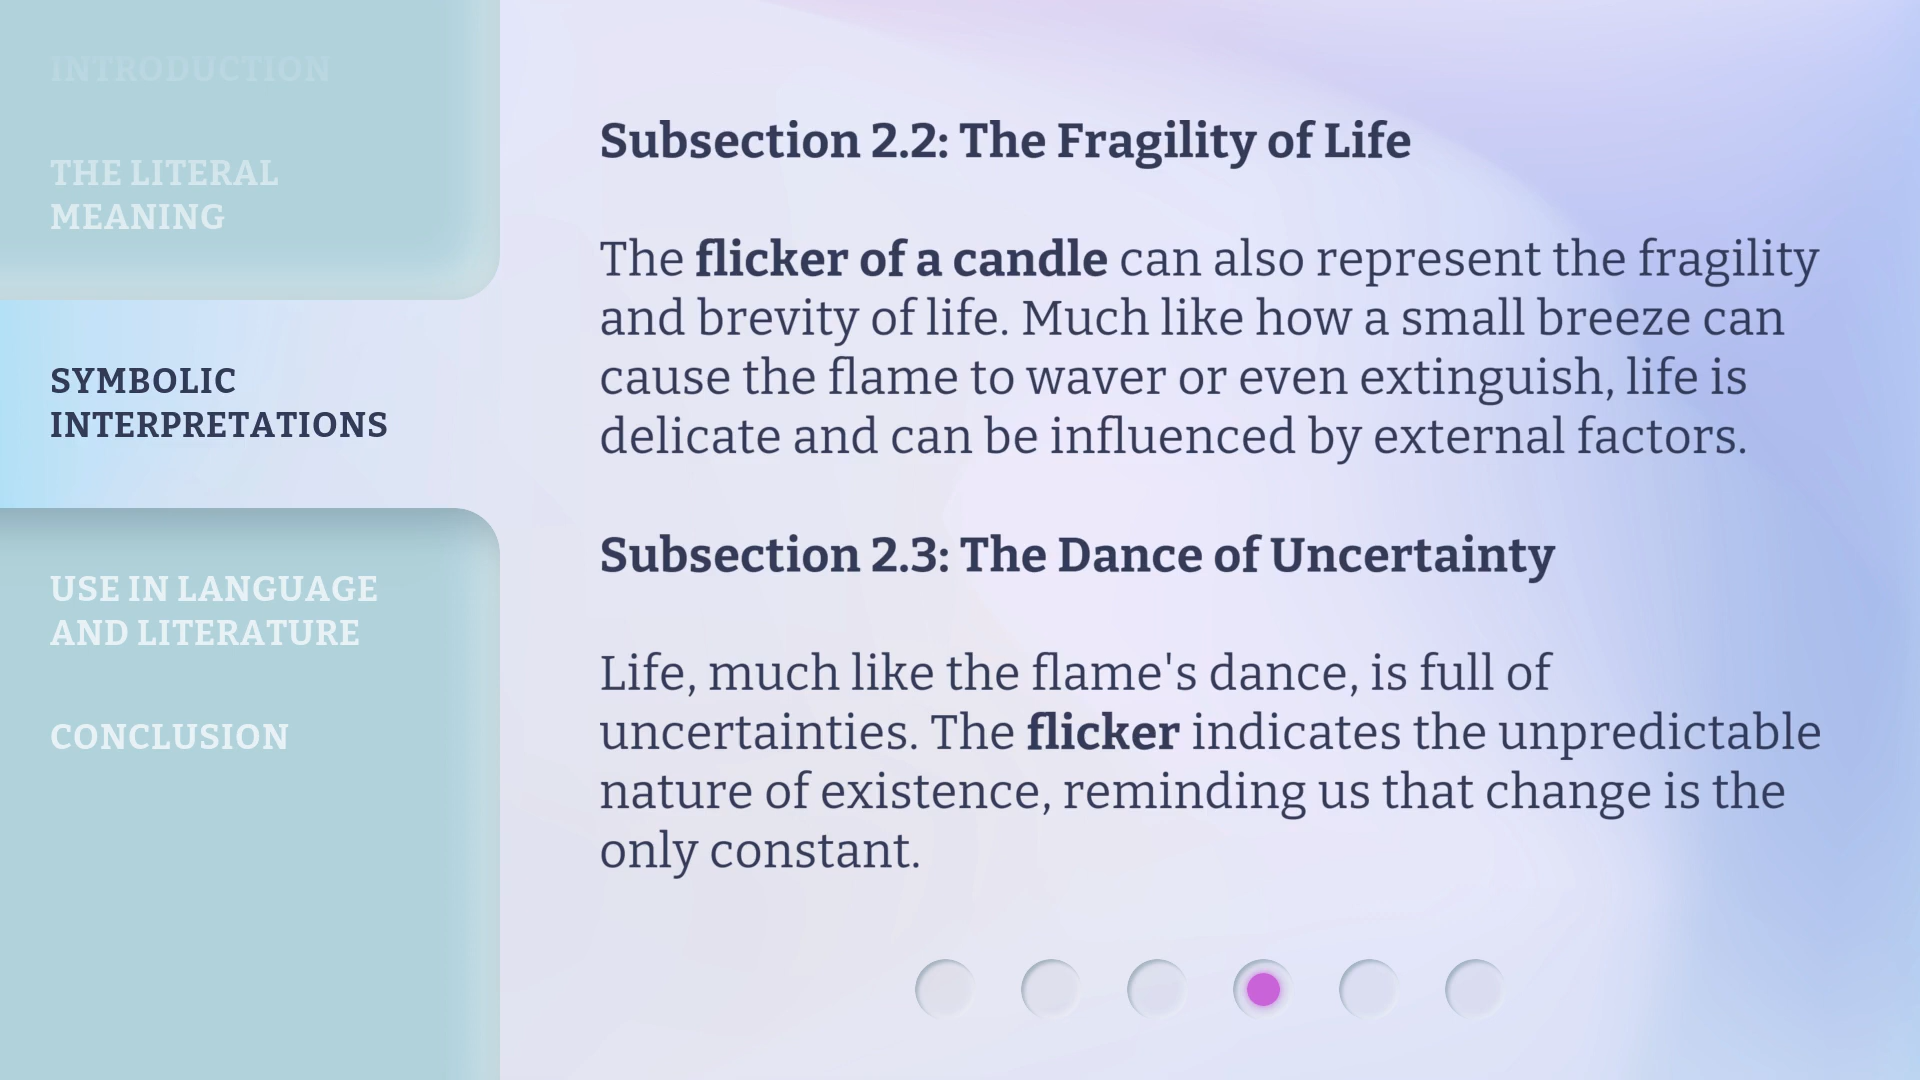 INTRODUCTION
THE LITERAL
MEANING
SYMBOLIC
INTERPRETATIONS
USE IN LANGUAGE
AND LITERATURE
CONCLUSION
Subsection 2.2: The Fragility of Life
The flicker of a candle can also represent the fragility
and brevity of life. Much like how a small breeze can
cause the flame to waver or even extinguish, life is
delicate and can be influenced by external factors.
Subsection 2.3: The Dance of Uncertainty
Life, much like the flame's dance, is full of
uncertainties. The flicker indicates the unpredictable
nature of existence, reminding us that change is the
only constant.